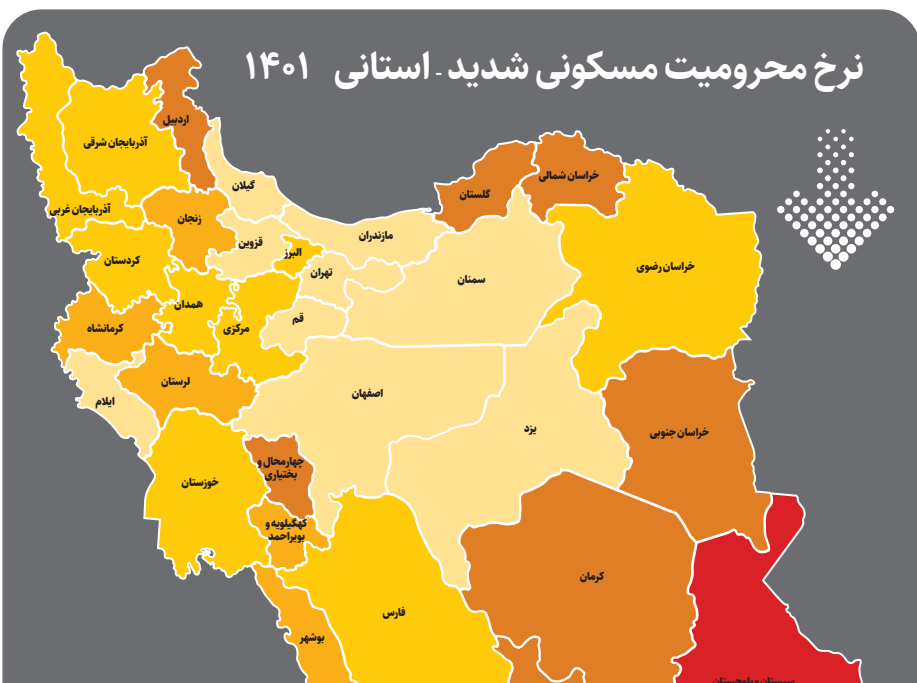 نرخ محرومیت مسکونی شدید - استانی ۱۴۰۱
اردبیل
آذربایجان شرقی
خراسان شمالی
گیلان
گلستان
آذربایجان غربی
زنجان
مازندران
قزوین
البرز
کردستان
خراسان رضوی
تهران
سمنان
همدان
قم
کرمانشاه
مرکزی
لرستان
اصفهان
ایلام
یزد
خراسان جنوبی
چهارمحال و
بختیاری
خوزستان
کهگیلویه و
بویراحمد
کرمان
فارس
بوشهر
سیستان و بلوچستان